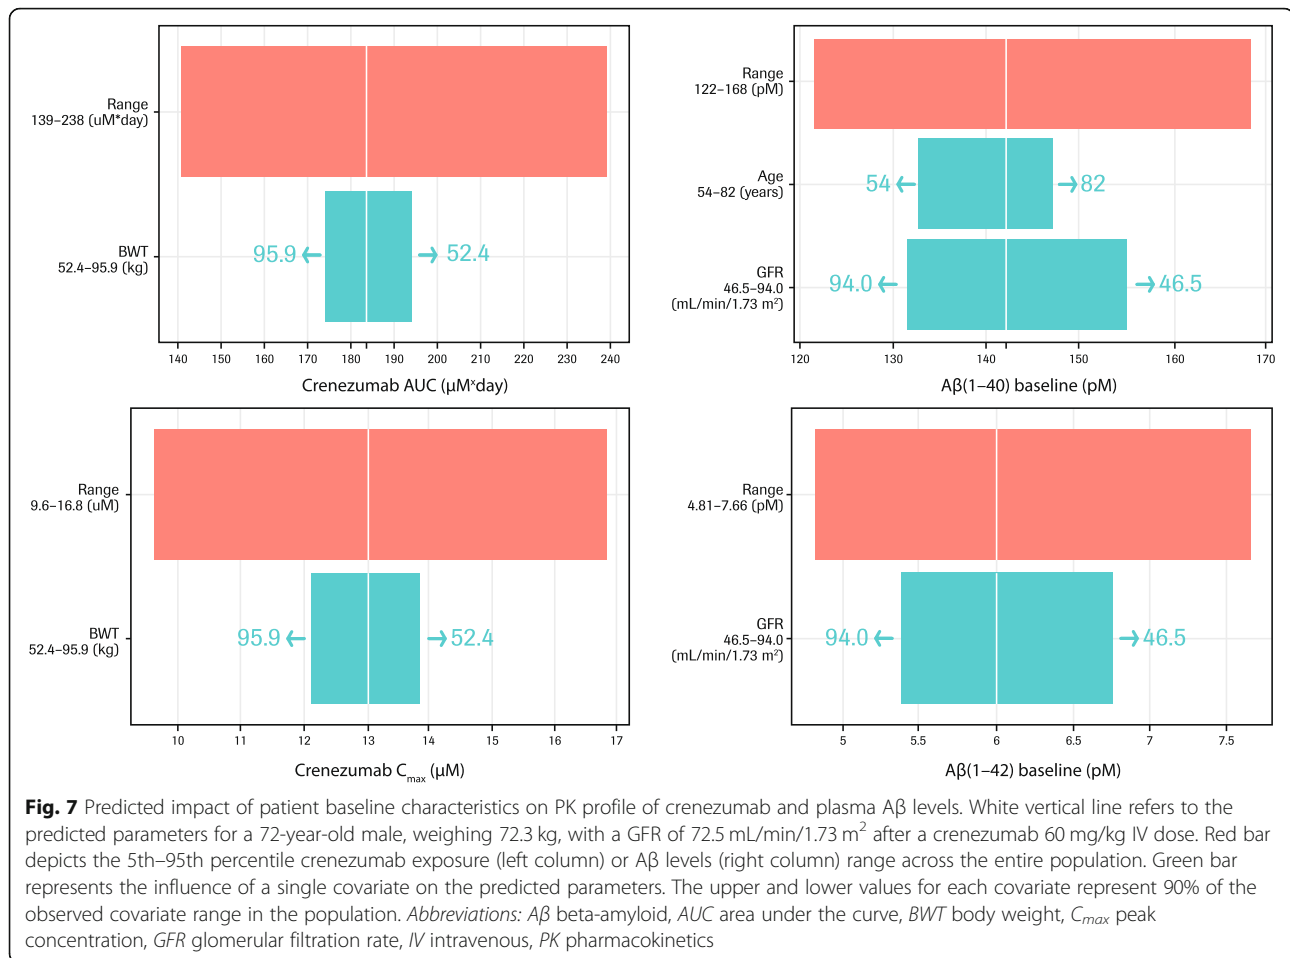 Range
139–238 (uM*day)
BWT
52.4–95.9 (kg)
95.9
52.4
140 150 160 170 180 190 200 210 220 230 240
Crenezumab AUC (µMˣday)
Range
122–168 (pM)
Age
54–82 (years)
54
82
GFR
46.5–94.0
(mL/min/1.73 m²)
94.0
46.5
120 130 140 150 160 170
Aβ(1–40) baseline (pM)
Range
9.6–16.8 (uM)
BWT
52.4–95.9 (kg)
95.9
52.4
10 11 12 13 14 15 16 17
Crenezumab Cmax (µM)
Range
4.81–7.66 (pM)
GFR
46.5–94.0
(mL/min/1.73 m²)
94.0
46.5
5 5.5 6 6.5 7 7.5
Aβ(1–42) baseline (pM)
Fig. 7 Predicted impact of patient baseline characteristics on PK profile of crenezumab and plasma Aβ levels. White vertical line refers to the
predicted parameters for a 72-year-old male, weighing 72.3 kg, with a GFR of 72.5 mL/min/1.73 m² after a crenezumab 60 mg/kg IV dose. Red bar
depicts the 5th–95th percentile crenezumab exposure (left column) or Aβ levels (right column) range across the entire population. Green bar
represents the influence of a single covariate on the predicted parameters. The upper and lower values for each covariate represent 90% of the
observed covariate range in the population. Abbreviations: Aβ beta-amyloid, AUC area under the curve, BWT body weight, Cmax peak
concentration, GFR glomerular filtration rate, IV intravenous, PK pharmacokinetics